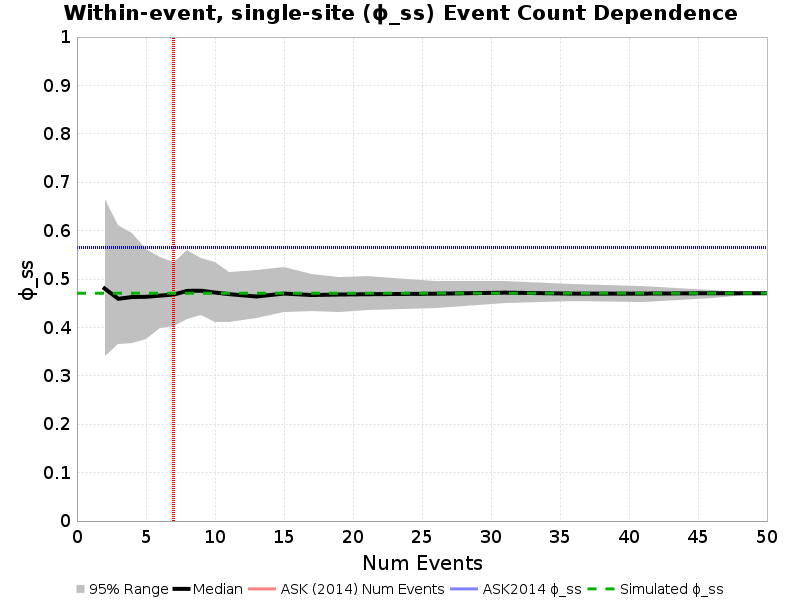 Within-event, single-site (ϕ_ss) Event Count Dependence
1
0.9
0.8
0.7
0.6
0.5
0.4
0.3
0.2
0.1
0
ϕ_ss
0 5 10 15 20 25 30 35 40 45 50
Num Events
95% Range Median ASK (2014) Num Events ASK2014 ϕ_ss Simulated ϕ_ss